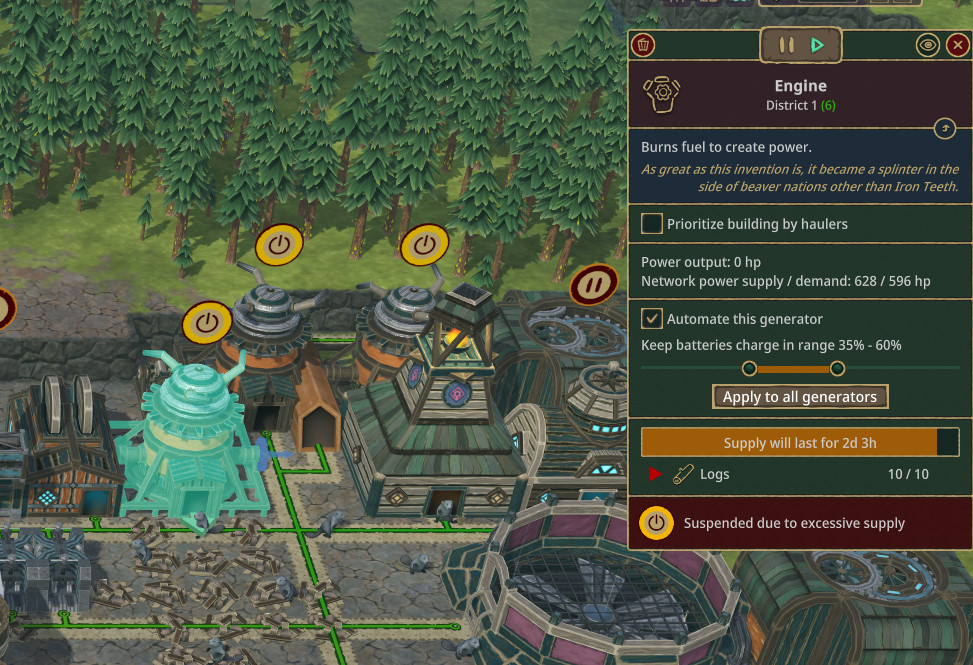 Engine
District 1 (6)
Burns fuel to create power.
As great as this invention is, it became a splinter in the
side of beaver nations other than Iron Teeth.
Prioritize building by haulers
Power output: 0 hp
Network power supply / demand: 628 / 596 hp
Automate this generator
Keep batteries charge in range 35% - 60%
Apply to all generators
Supply will last for 2d 3h
Logs 10 / 10
Suspended due to excessive supply